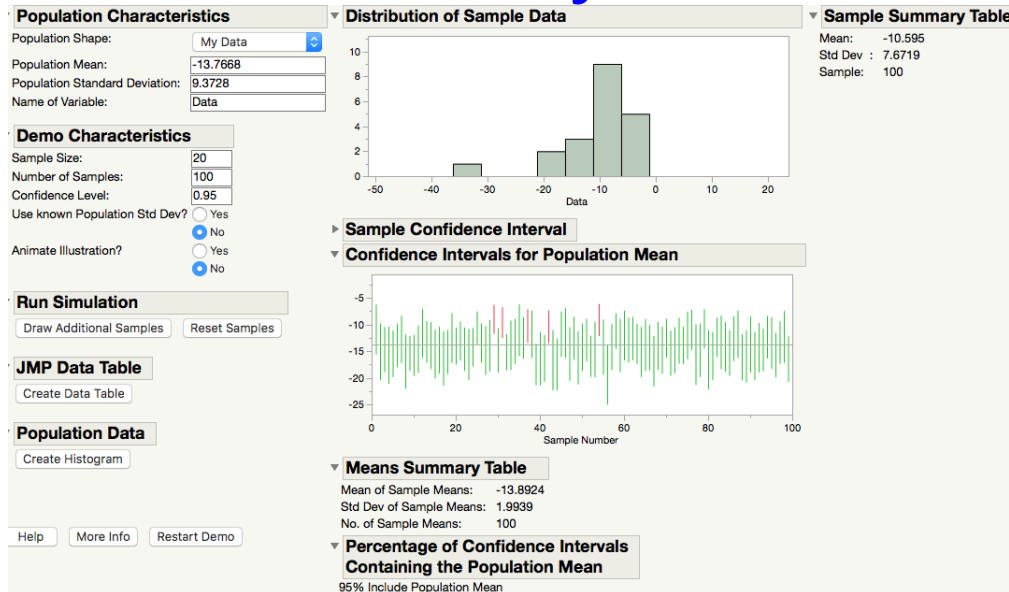 Population Characteristics
Population Shape: My Data
Population Mean: -13.7668
Population Standard Deviation: 9.3728
Name of Variable: Data
Demo Characteristics
Sample Size: 20
Number of Samples: 100
Confidence Level: 0.95
Use known Population Std Dev? Yes
No
Animate Illustration? Yes
No
Run Simulation
Draw Additional Samples Reset Samples
JMP Data Table
Create Data Table
Population Data
Create Histogram
Help More Info Restart Demo
Distribution of Sample Data
10
8
6
4
2
0
-50 -40 -30 -20 -10 0 10 20
Data
Sample Confidence Interval
Confidence Intervals for Population Mean
-5
-10
-15
-20
-25
0 20 40 60 80 100
Sample Number
Means Summary Table
Mean of Sample Means: -13.8924
Std Dev of Sample Means: 1.9939
No. of Sample Means: 100
Percentage of Confidence Intervals
Containing the Population Mean
95% Include Population Mean
Sample Summary Table
Mean: -10.595
Std Dev : 7.6719
Sample: 100